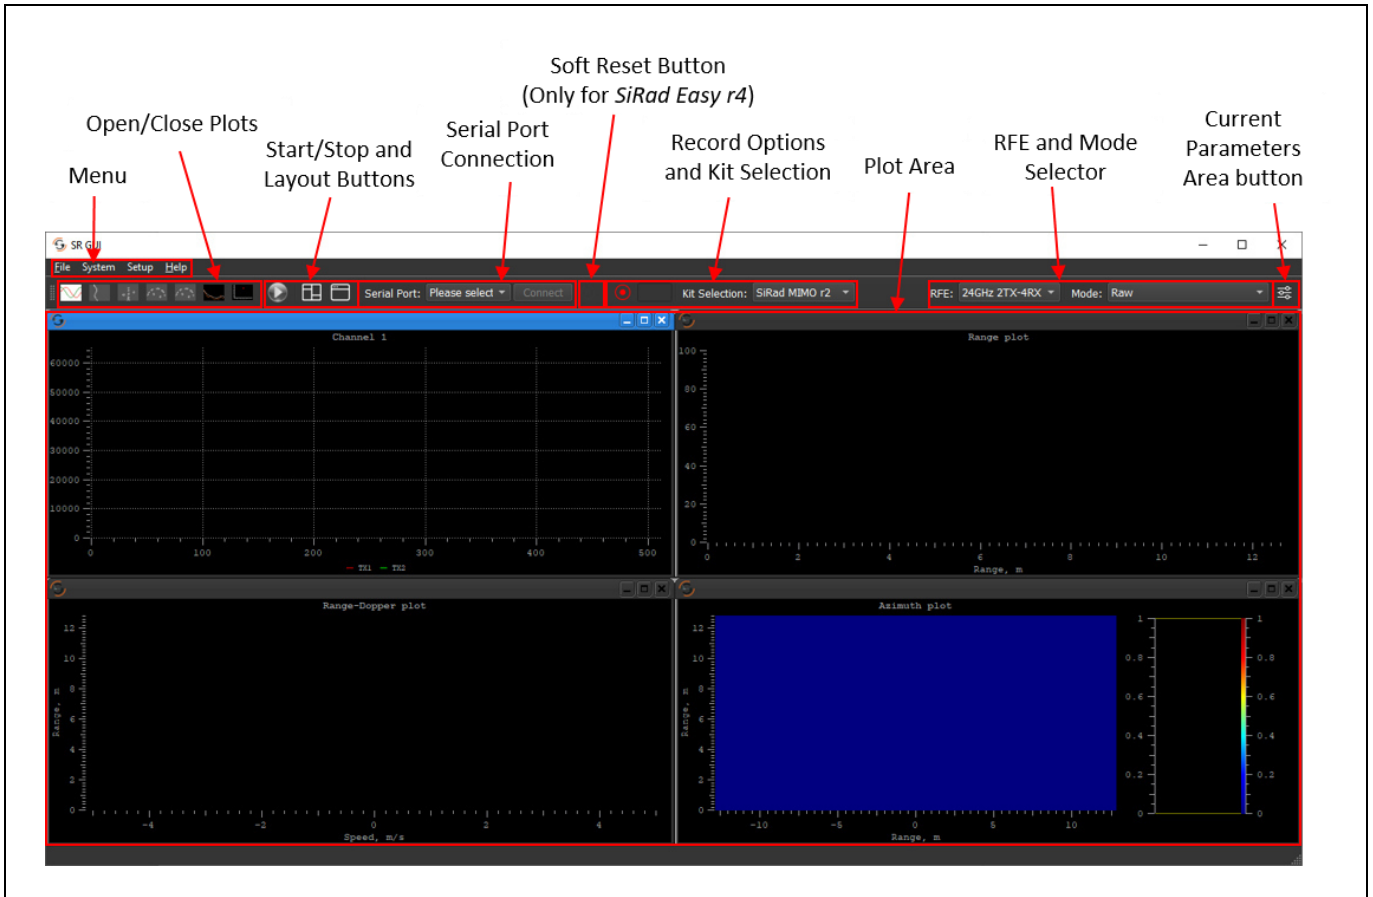 Soft Reset Button
(Only for SiRad Easy r4)
Open/Close Plots
Start/Stop and
Layout Buttons
Serial Port
Connection
Record Options
and Kit Selection
Plot Area
RFE and Mode
Selector
Current
Parameters
Area button
Menu
SR GUI
File System Setup Help
Serial Port: Please select Connect Kit Selection: SiRad MIMO r2 RFE: 24GHz 2TX-4RX Mode: Raw
Channel 1
60000
50000
40000
30000
20000
10000
0
0 100 200 300 400 500
TX1 TX2
Range plot
100
80
60
40
20
0
0 2 4 6 8 10 12
Range, m
Range-Dopper plot
12
10
8
6
4
2
0
Range, m
-4 -2 0 2 4
Speed, m/s
Azimuth plot
12
10
8
6
4
2
0
Range, m
-10 -5 0 5 10
Range, m
1 1
0.8 0.8
0.6 0.6
0.4 0.4
0.2 0.2
0 0